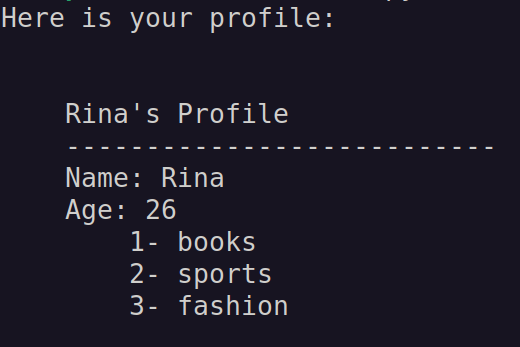 Here is your profile:
Rina's Profile
---------------------------
Name: Rina
Age: 26
1- books
2- sports
3- fashion